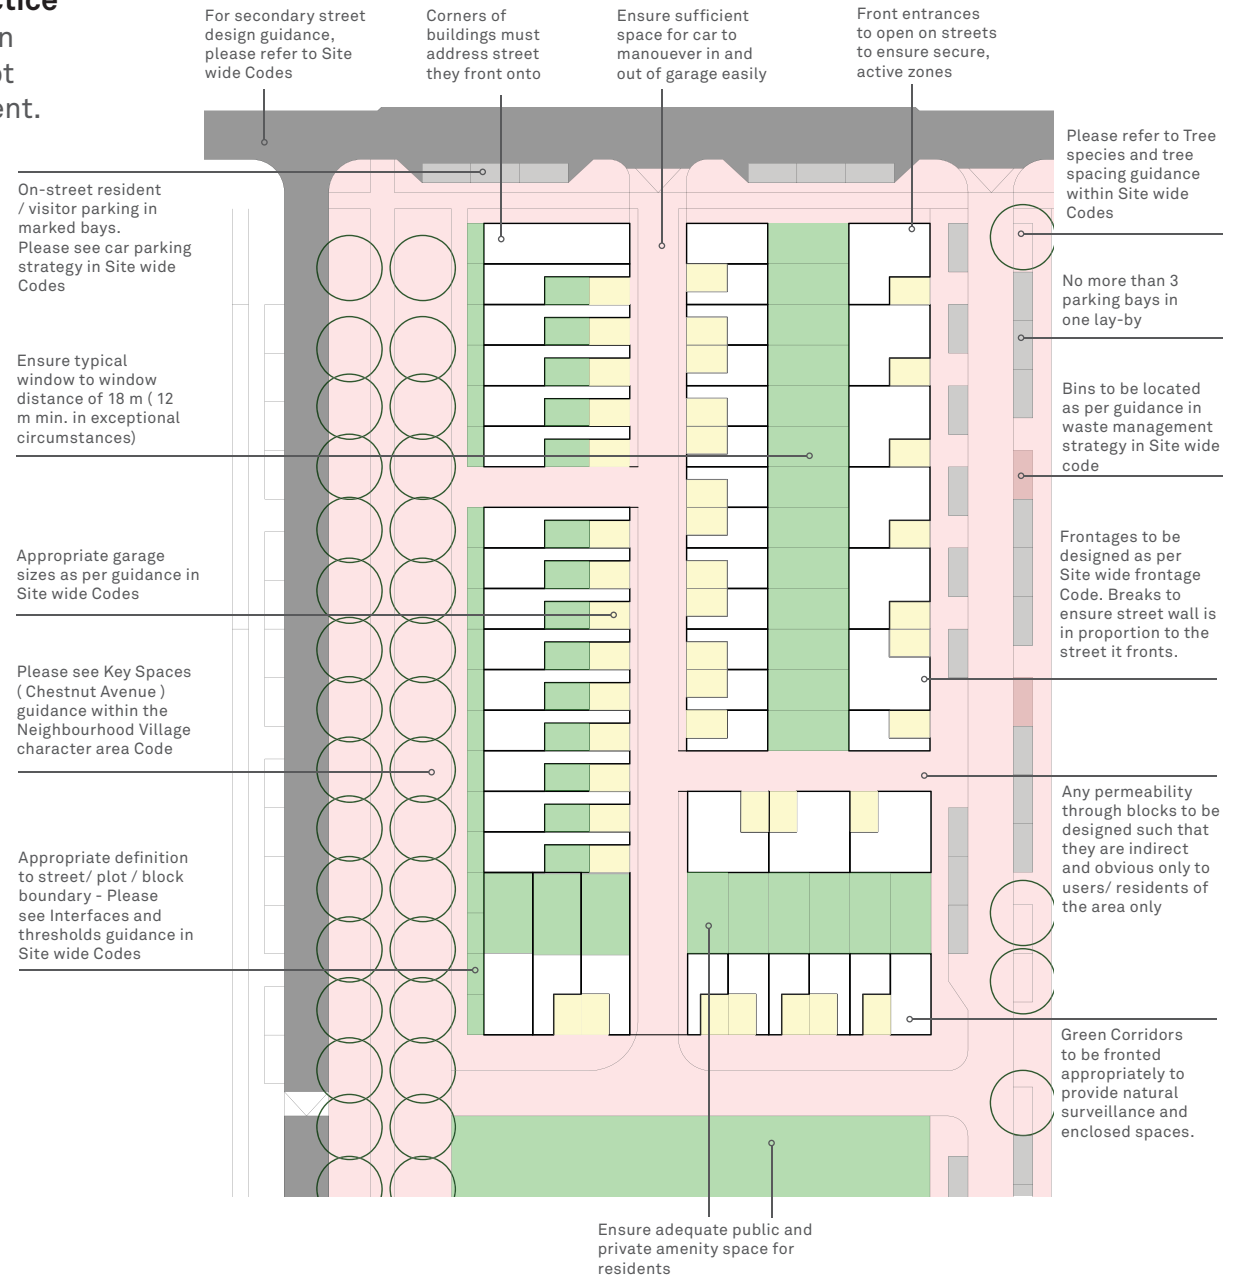 ctice
n
ot
ent.
For secondary street
design guidance,
please refer to Site
wide Codes
Corners of
buildings must
address street
they front onto
Ensure sufficient
space for car to
manouever in and
out of garage easily
Front entrances
to open on streets
to ensure secure,
active zones
On-street resident
/ visitor parking in
marked bays.
Please see car parking
strategy in Site wide
Codes
Ensure typical
window to window
distance of 18 m ( 12
m min. in exceptional
circumstances)
Appropriate garage
sizes as per guidance in
Site wide Codes
Please see Key Spaces
( Chestnut Avenue )
guidance within the
Neighbourhood Village
character area Code
Appropriate definition
to street/ plot / block
boundary - Please
see Interfaces and
thresholds guidance in
Site wide Codes
Please refer to Tree
species and tree
spacing guidance
within Site wide
Codes
No more than 3
parking bays in
one lay-by
Bins to be located
as per guidance in
waste management
strategy in Site wide
code
Frontages to be
designed as per
Site wide frontage
Code. Breaks to
ensure street wall is
in proportion to the
street it fronts.
Any permeability
through blocks to be
designed such that
they are indirect
and obvious only to
users/ residents of
the area only
Green Corridors
to be fronted
appropriately to
provide natural
surveillance and
enclosed spaces.
Ensure adequate public and
private amenity space for
residents